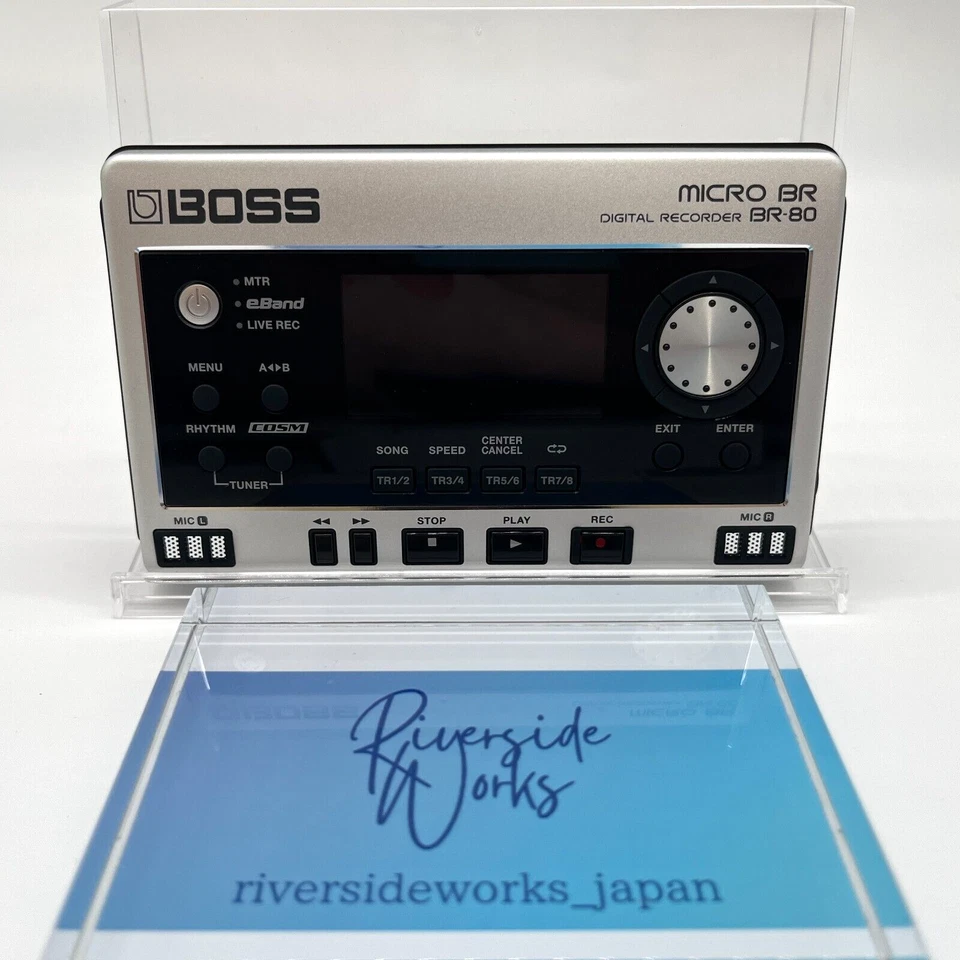 BOSS
MICRO BR
DIGITAL RECORDER BR-80
MTR
eBand
LIVE REC
MENU
A◄►B
RHYTHM
COSM
TUNER
SONG
SPEED
CENTER
CANCEL
TR1/2
TR3/4
TR5/6
TR7/8
EXIT
ENTER
MIC L
STOP
PLAY
REC
MIC R
Riverside
Works
riversideworks_japan